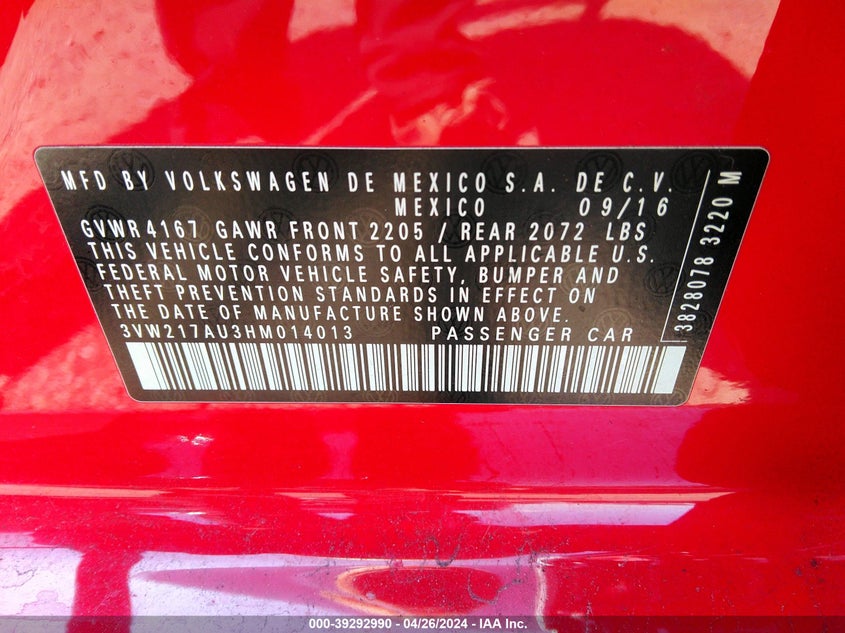 MFD BY VOLKSWAGEN DE MEXICO S.A. DE C.V.
MEXICO 09/16
GVWR 4167 GAWR FRONT 2205 / REAR 2072 LBS
THIS VEHICLE CONFORMS TO ALL APPLICABLE U.S.
FEDERAL MOTOR VEHICLE SAFETY, BUMPER AND
THEFT PREVENTION STANDARDS IN EFFECT ON
THE DATE OF MANUFACTURE SHOWN ABOVE.
3VW217AU3HM014013 PASSENGER CAR
3828078 3220 M
000-39292990 - 04/26/2024 - IAA Inc.